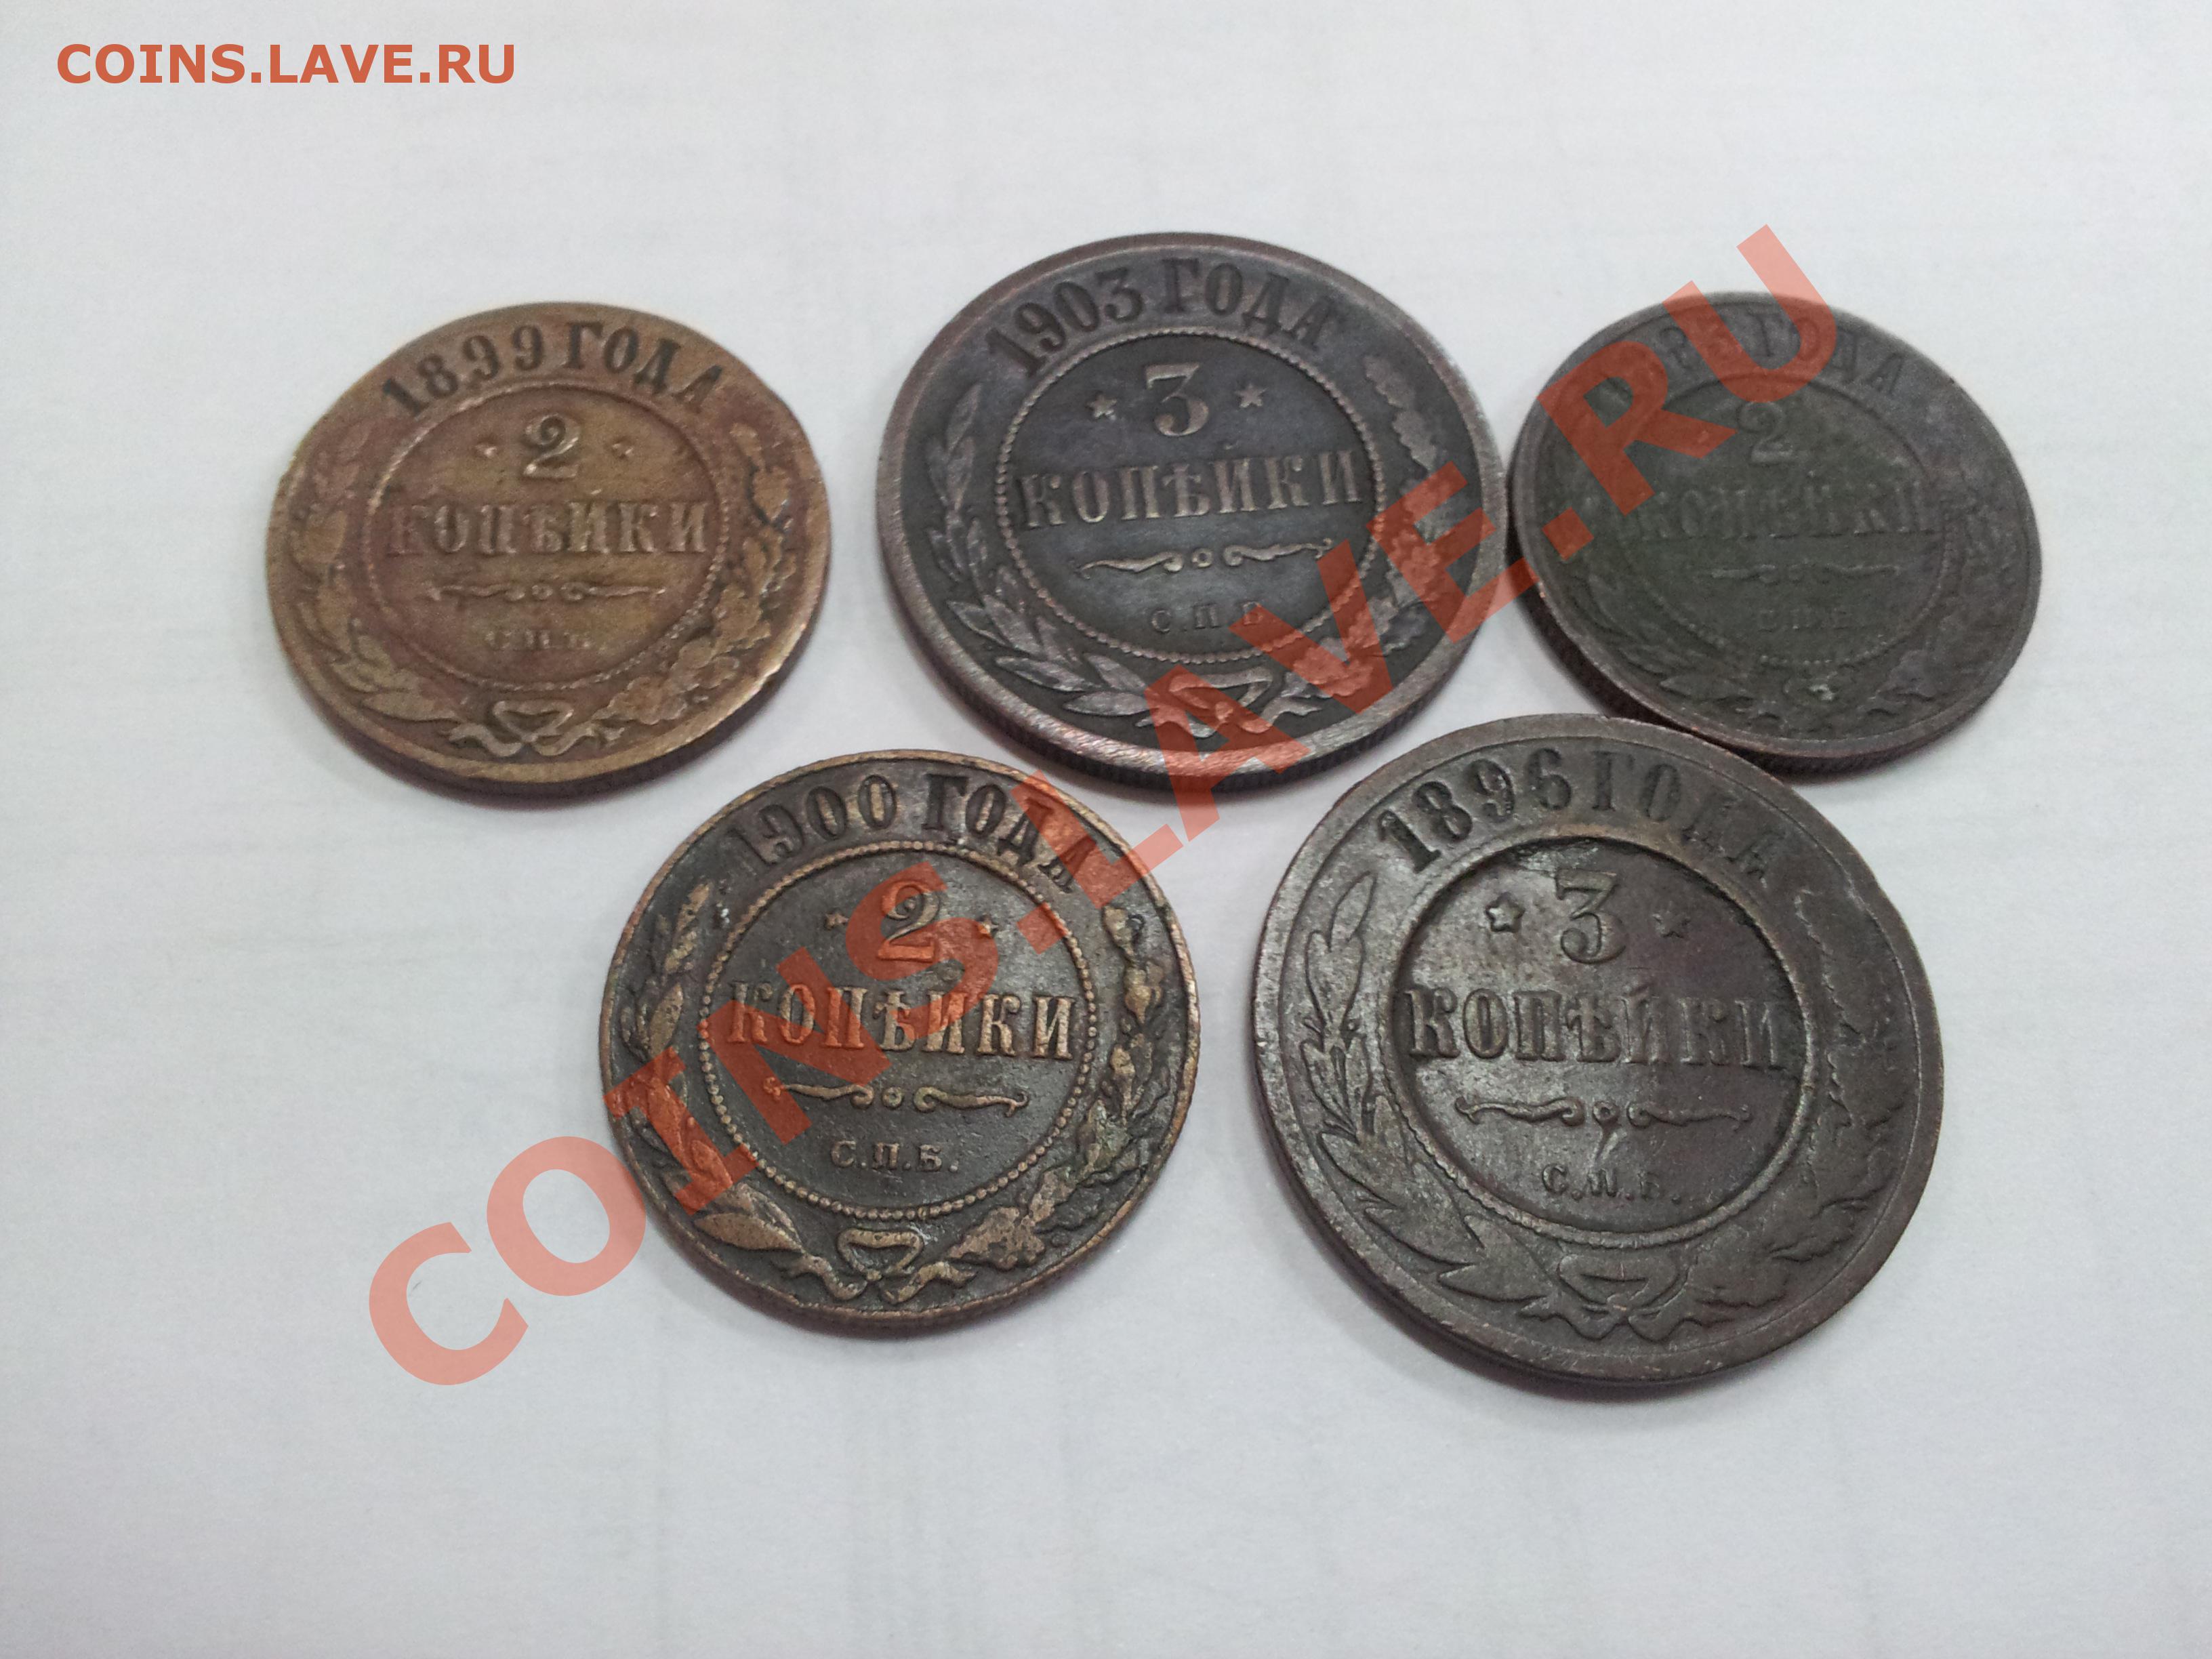 COINS.LAVE.RU
1899 ГОДА
2
КОПѢЙКИ
С.П.Б.
1903 ГОДА
3
КОПѢЙКИ
С.П.Б
ГОДА
2
КОПѢЙКИ
С.П.Б.
1900 ГОДА
2
КОПѢЙКИ
С.П.Б.
1896 ГОДА
3
КОПѢЙКИ
С.П.Б.
COINS.LAVE.RU